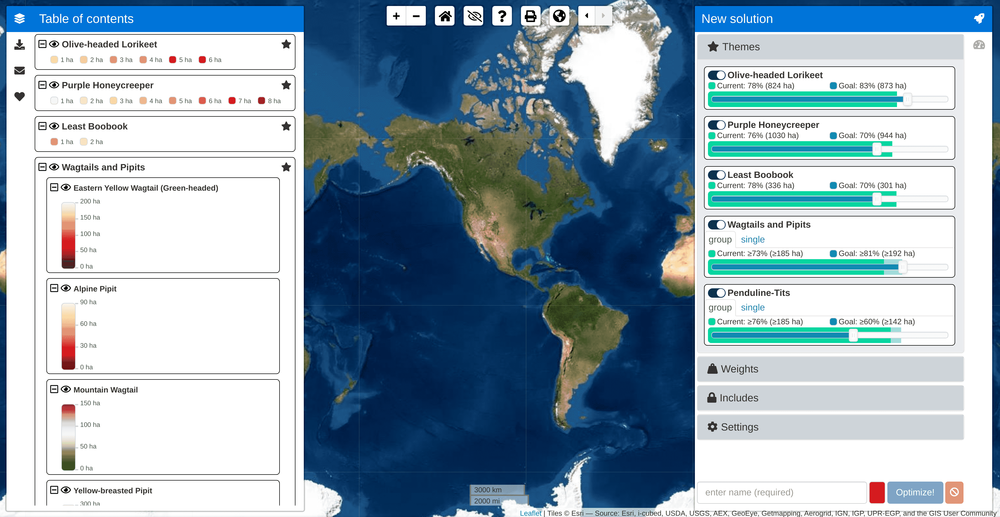 Table of contents
Olive-headed Lorikeet
1 ha 2 ha 3 ha 4 ha 5 ha 6 ha
Purple Honeycreeper
1 ha 2 ha 3 ha 4 ha 5 ha 6 ha 7 ha 8 ha
Least Boobook
1 ha 2 ha
Wagtails and Pipits
Eastern Yellow Wagtail (Green-headed)
200 ha
150 ha
100 ha
50 ha
0 ha
Alpine Pipit
90 ha
60 ha
30 ha
0 ha
Mountain Wagtail
150 ha
100 ha
50 ha
0 ha
Yellow-breasted Pipit
300 ha
+ −
?
3000 km
2000 mi
New solution
Themes
Olive-headed Lorikeet
Current: 78% (824 ha) Goal: 83% (873 ha)
Purple Honeycreeper
Current: 76% (1030 ha) Goal: 70% (944 ha)
Least Boobook
Current: 78% (336 ha) Goal: 70% (301 ha)
Wagtails and Pipits
group single
Current: ≥73% (≥185 ha) Goal: ≥81% (≥192 ha)
Penduline-Tits
group single
Current: ≥76% (≥185 ha) Goal: ≥60% (≥142 ha)
Weights
Includes
Settings
enter name (required) Optimize!
Leaflet | Tiles © Esri — Source: Esri, i-cubed, USDA, USGS, AEX, GeoEye, Getmapping, Aerogrid, IGN, IGP, UPR-EGP, and the GIS User Community